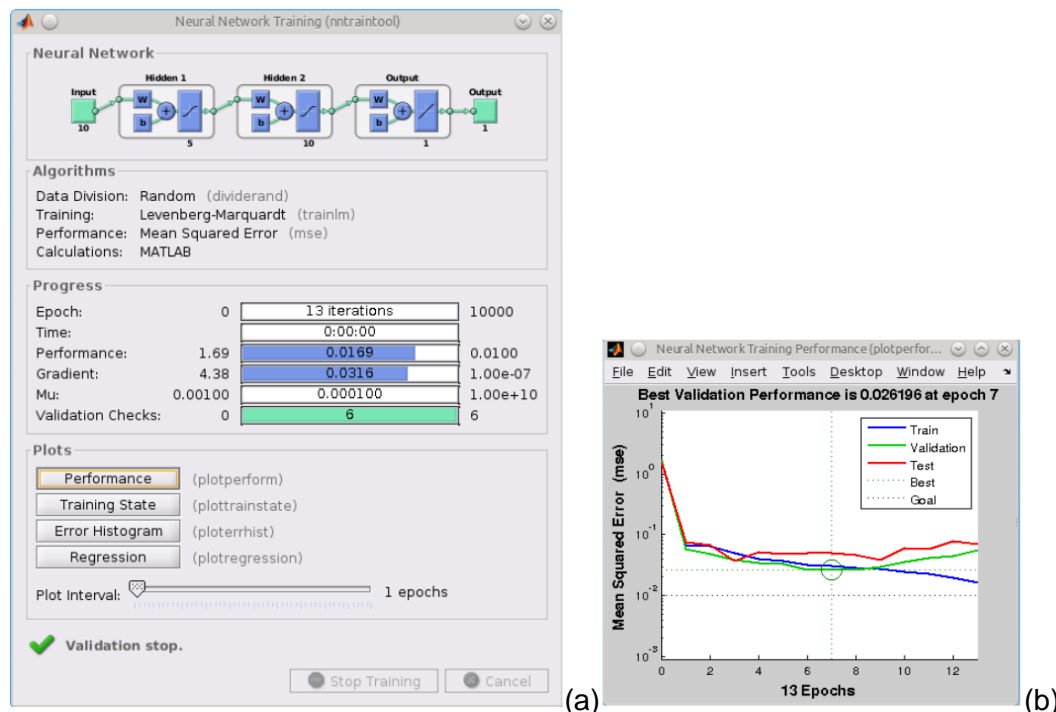 Neural Network Training (nntraintool)
Neural Network
Hidden 1
Hidden 2
Output
Input
Output
W
b
+
W
b
+
W
b
+
10
5
10
1
1
Algorithms
Data Division: Random (dividerand)
Training: Levenberg-Marquardt (trainlm)
Performance: Mean Squared Error (mse)
Calculations: MATLAB
Progress
Epoch: 0 13 iterations 10000
Time: 0:00:00
Performance: 1.69 0.0169 0.0100
Gradient: 4.38 0.0316 1.00e-07
Mu: 0.00100 0.000100 1.00e+10
Validation Checks: 0 6 6
Plots
Performance (plotperform)
Training State (plottrainstate)
Error Histogram (ploterrhist)
Regression (plotregression)
Plot Interval: 1 epochs
Validation stop.
Stop Training Cancel
(a)
Neural Network Training Performance (plotperfor...
File Edit View Insert Tools Desktop Window Help
Best Validation Performance is 0.026196 at epoch 7
Mean Squared Error (mse)
10^1
10^0
10^-1
10^-2
10^-3
Train
Validation
Test
Best
Goal
0 2 4 6 8 10 12
13 Epochs
(b)